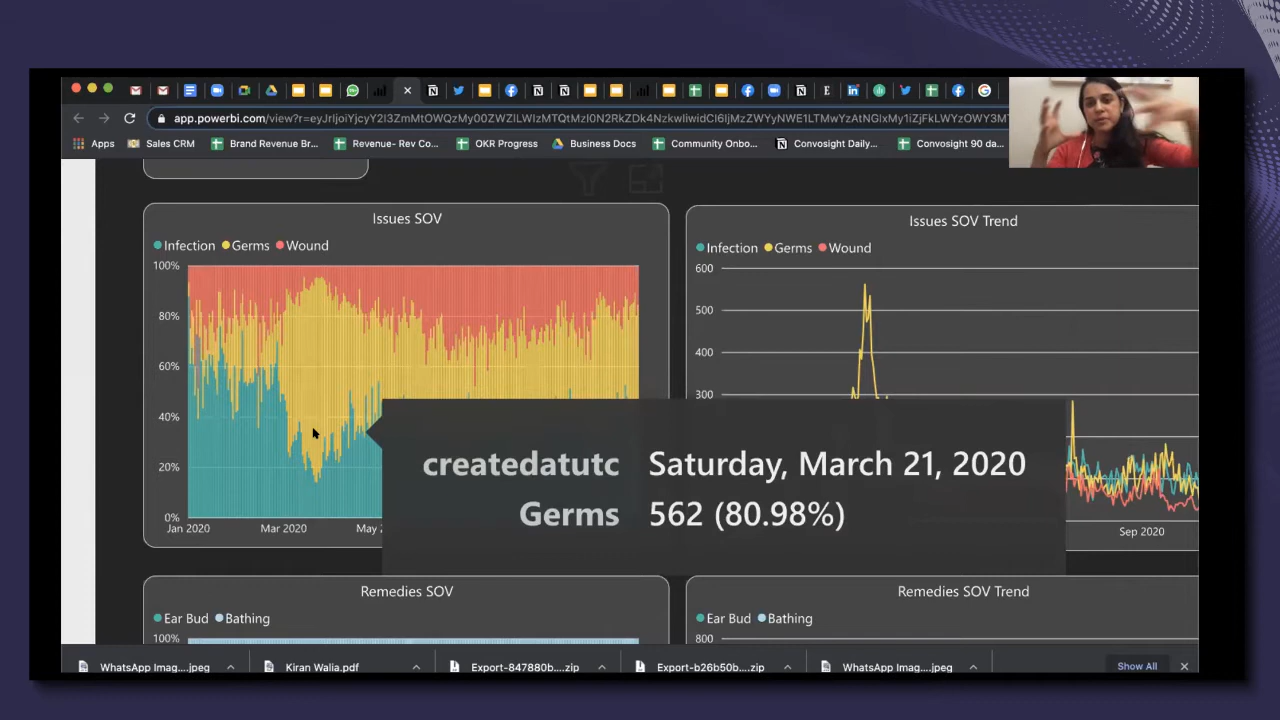 app.powerbi.com/view?r=
Apps Sales CRM Brand Revenue Br... Revenue- Rev Co... OKR Progress Business Docs Community Onbo... Convosight Daily... Convosight 90 da...
Issues SOV
Infection Germs Wound
100%
80%
60%
40%
20%
0%
Jan 2020 Mar 2020 May
Issues SOV Trend
Infection Germs Wound
600
500
400
300
Sep 2020
createdatutc Saturday, March 21, 2020
Germs 562 (80.98%)
Remedies SOV
Ear Bud Bathing
100%
Remedies SOV Trend
Ear Bud Bathing
800
WhatsApp Imag....jpeg Kiran Walia.pdf Export-847880b....zip Export-b26b50b....zip WhatsApp Imag....jpeg Show All